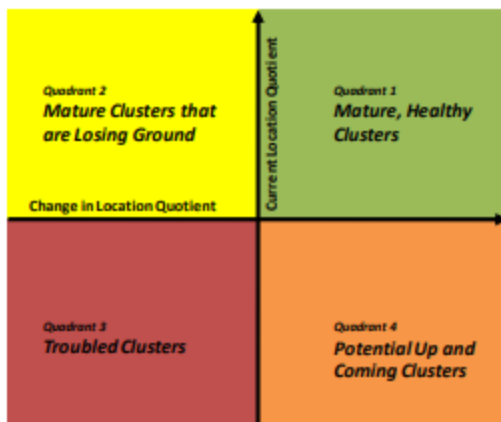 Quadrant 2
Mature Clusters that
are Losing Ground
Quadrant 1
Mature, Healthy
Clusters
Current Location Quotient
Change in Location Quotient
Quadrant 3
Troubled Clusters
Quadrant 4
Potential Up and
Coming Clusters